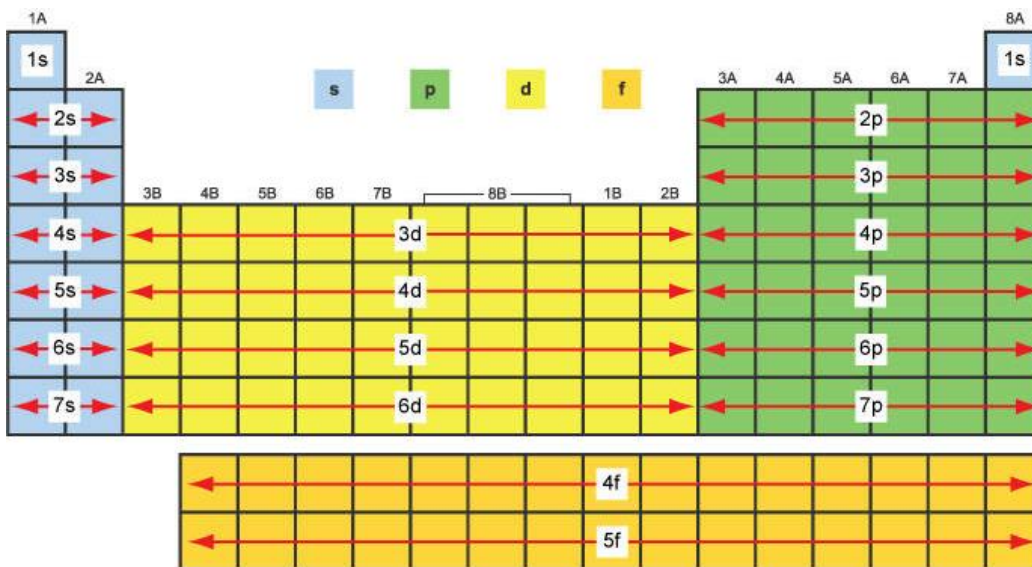 1A 8A
1s 1s
2A 3A 4A 5A 6A 7A
s p d f
2s 2p
3s 3p
3B 4B 5B 6B 7B 8B 1B 2B
4s 3d 4p
5s 4d 5p
6s 5d 6p
7s 6d 7p
4f
5f